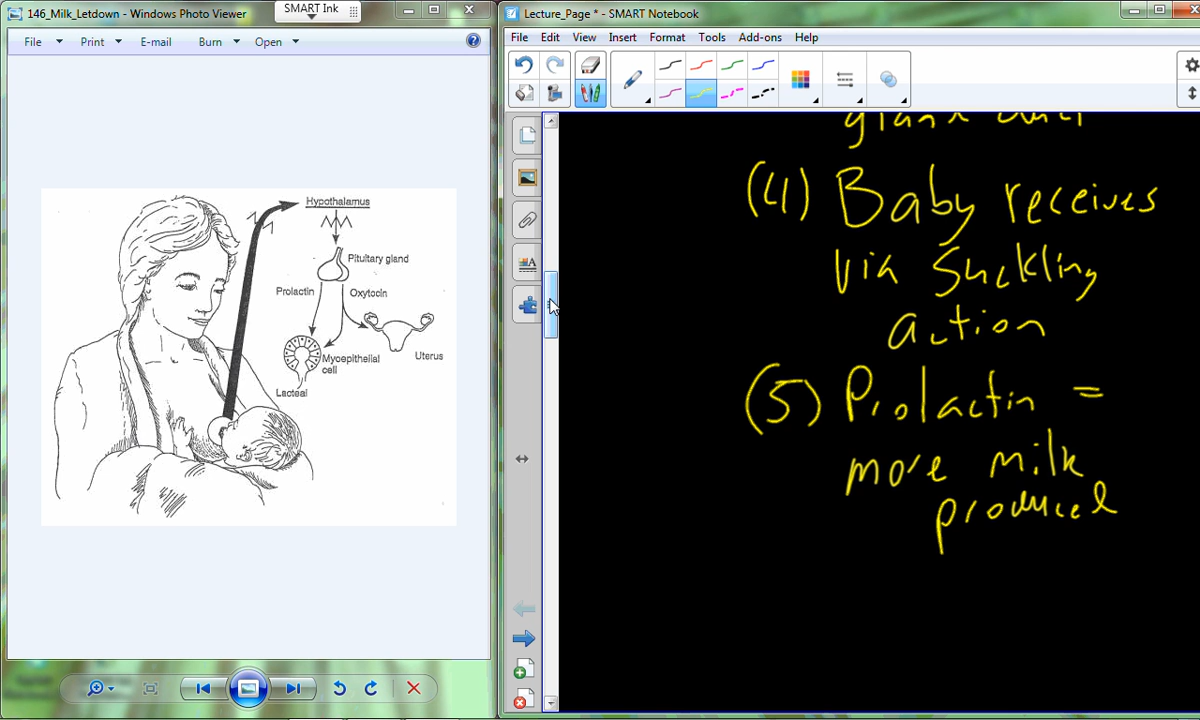 146_Milk_Letdown - Windows Photo Viewer
SMART Ink
File Print E-mail Burn Open
Hypothalamus
Pituitary gland
Prolactin Oxytocin
Myoepithelial
cell
Uterus
Lacteal
Lecture_Page * - SMART Notebook
File Edit View Insert Format Tools Add-ons Help
(4) Baby receives
via suckling
action
(5) Prolactin =
more milk
produced